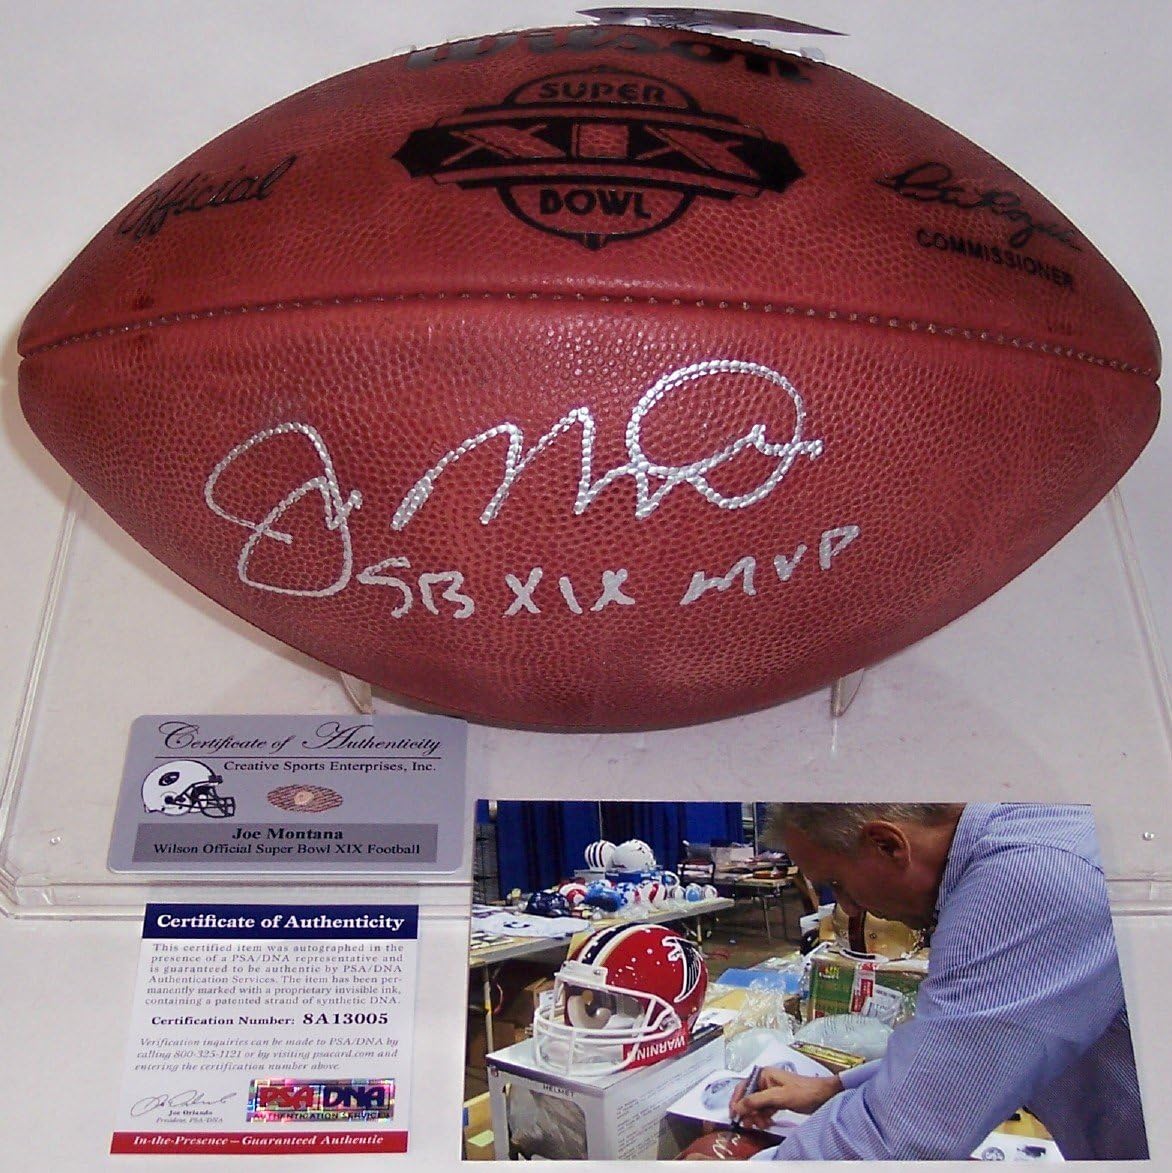 Wilson
SUPER
XIX
BOWL
Official
COMMISSIONER
SB XIX MVP
Certificate of Authenticity
Creative Sports Enterprises, Inc.
Joe Montana
Wilson Official Super Bowl XIX Football
Certificate of Authenticity
This certified item was autographed in the
presence of a PSA/DNA representative and
is guaranteed to be authentic by PSA/DNA
Authentication Services. The item has been per-
manently marked with a proprietary invisible ink,
containing a patented strand of synthetic DNA.
Certification Number: 8A13005
Verification inquiries can be made to PSA/DNA by
calling 800-325-1121 or by visiting psacard.com and
entering the certification number above.
Joe Orlando
President, PSA/DNA
PSA DNA
AUTHENTICATION SERVICES
In-the-Presence – Guaranteed Authentic
WARNING
HELMET